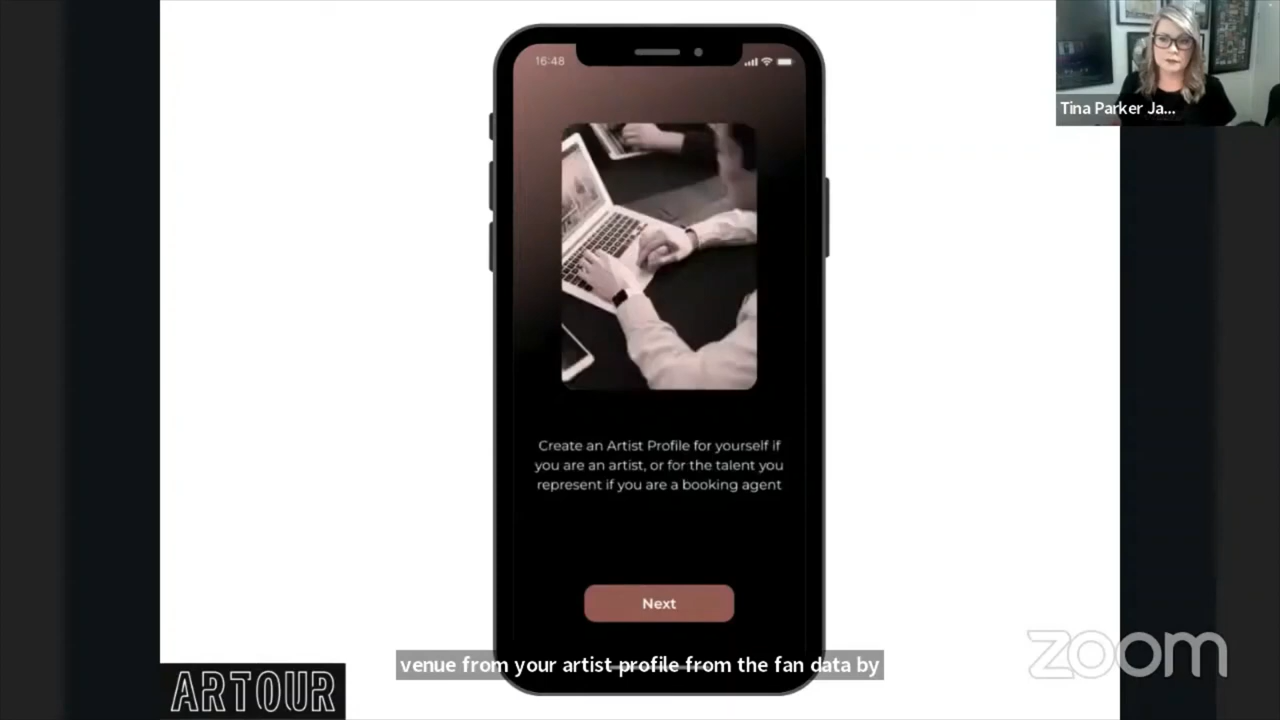 16:48
Tina Parker Ja...
Create an Artist Profile for yourself if
you are an artist, or for the talent you
represent if you are a booking agent
Next
venue from your artist profile from the fan data by
ARTOUR
zoom